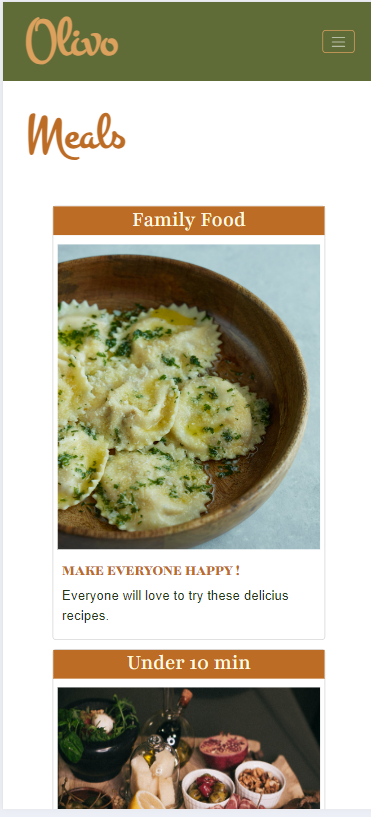 Olivo
Meals
Family Food
MAKE EVERYONE HAPPY !
Everyone will love to try these delicius
recipes.
Under 10 min